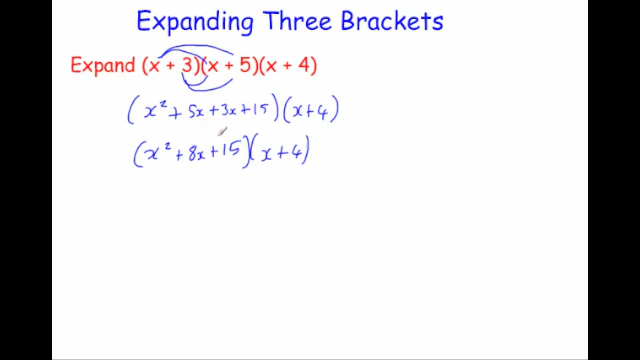 Expanding Three Brackets
Expand (x + 3)(x + 5)(x + 4)
(x² + 5x + 3x + 15)(x + 4)
(x² + 8x + 15)(x + 4)